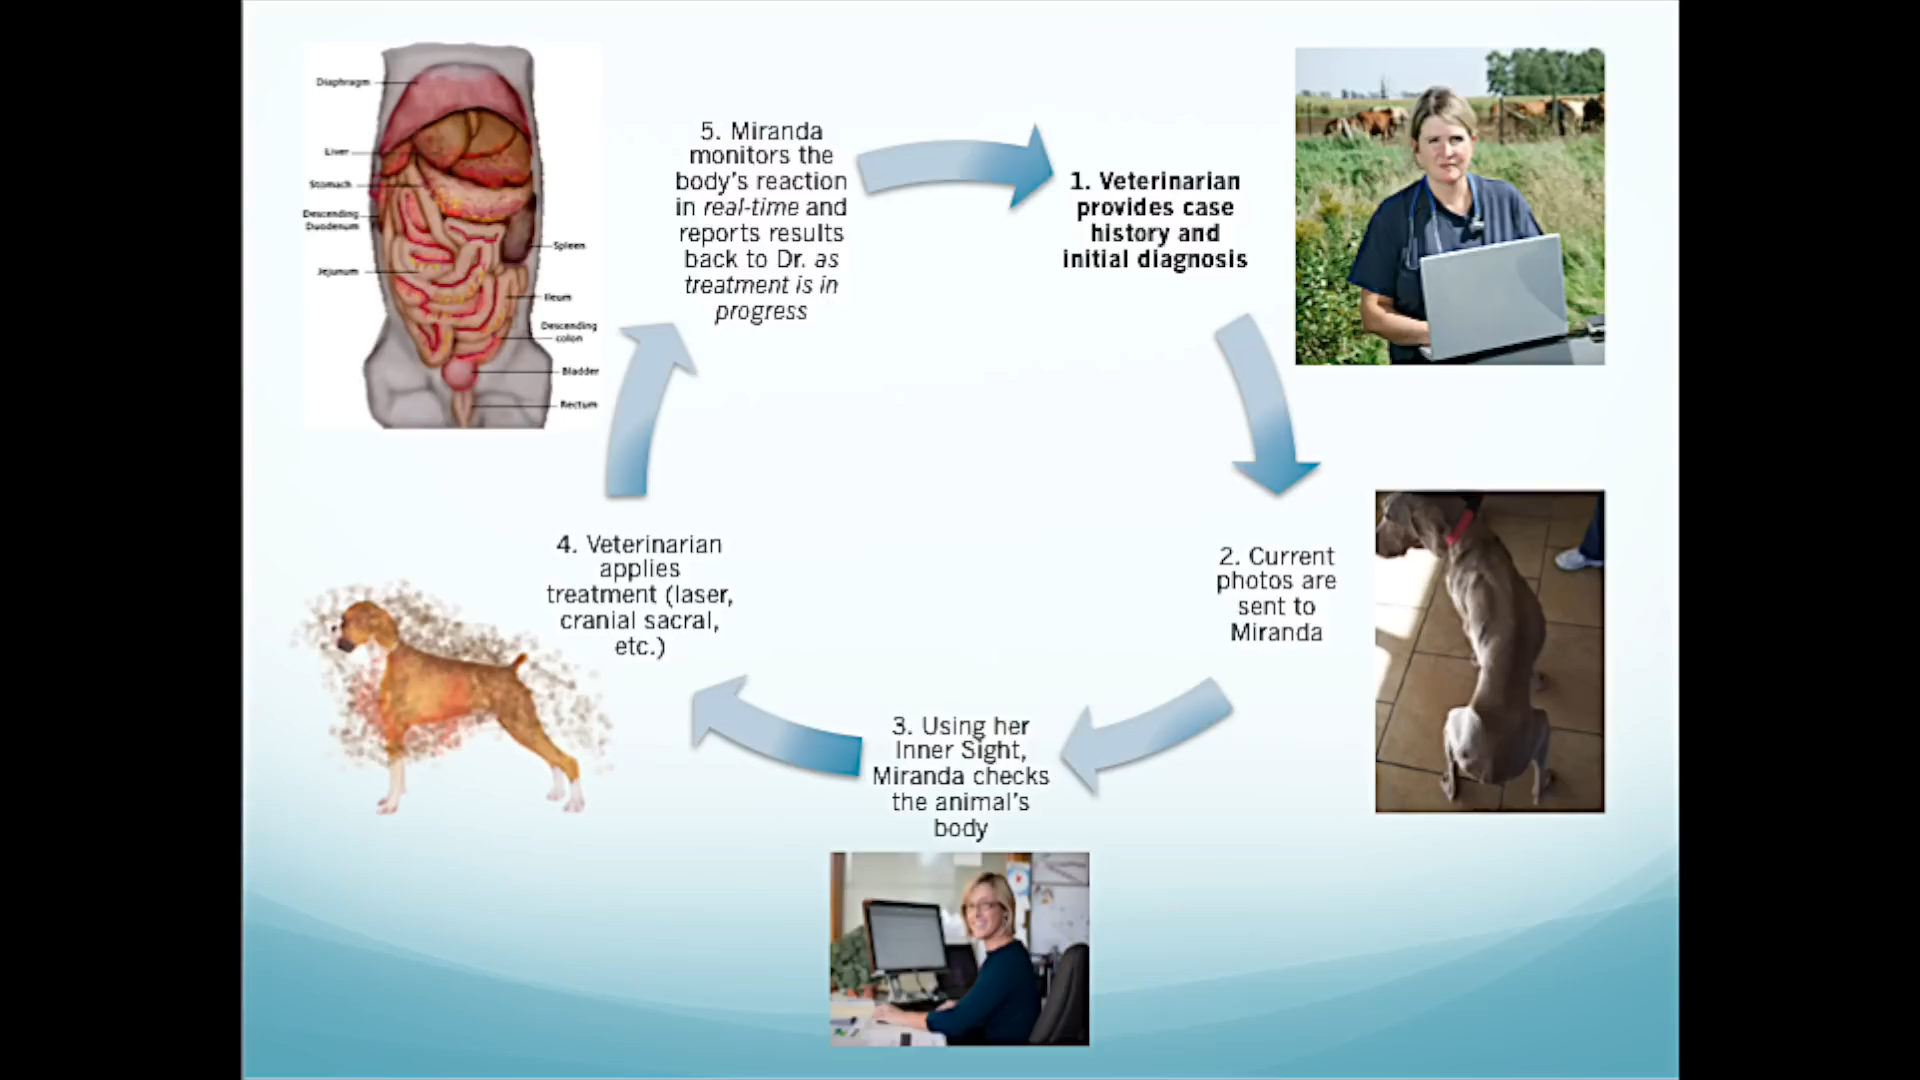 Diaphragm
Liver
Stomach
Descending
Duodenum
Jejunum
Spleen
Ileum
Descending
colon
Bladder
Rectum
5. Miranda
monitors the
body's reaction
in real-time and
reports results
back to Dr. as
treatment is in
progress
1. Veterinarian
provides case
history and
initial diagnosis
2. Current
photos are
sent to
Miranda
3. Using her
Inner Sight,
Miranda checks
the animal's
body
4. Veterinarian
applies
treatment (laser,
cranial sacral,
etc.)